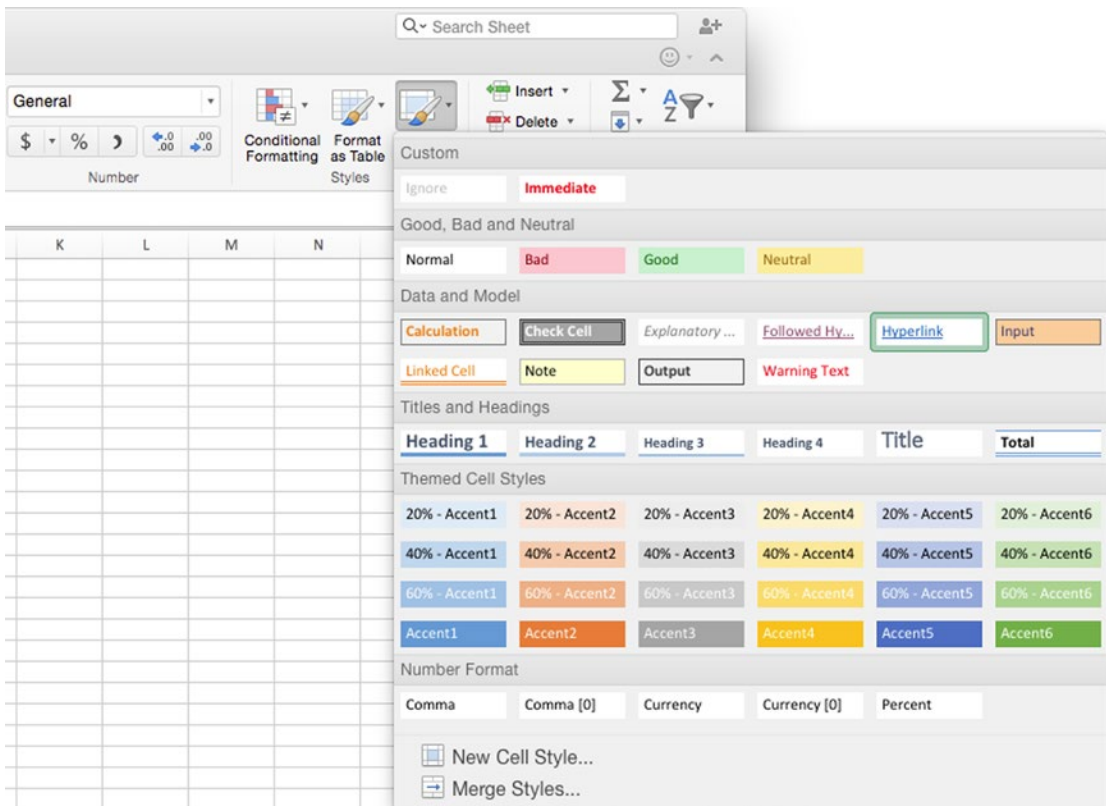 Search Sheet
General
Insert
Delete
$ % .0 .00 .00 .0
Conditional Formatting
Format as Table
Number
Styles
K L M N
Custom
Ignore Immediate
Good, Bad and Neutral
Normal Bad Good Neutral
Data and Model
Calculation Check Cell Explanatory ... Followed Hy... Hyperlink Input
Linked Cell Note Output Warning Text
Titles and Headings
Heading 1 Heading 2 Heading 3 Heading 4 Title Total
Themed Cell Styles
20% - Accent1 20% - Accent2 20% - Accent3 20% - Accent4 20% - Accent5 20% - Accent6
40% - Accent1 40% - Accent2 40% - Accent3 40% - Accent4 40% - Accent5 40% - Accent6
60% - Accent1 60% - Accent2 60% - Accent3 60% - Accent4 60% - Accent5 60% - Accent6
Accent1 Accent2 Accent3 Accent4 Accent5 Accent6
Number Format
Comma Comma [0] Currency Currency [0] Percent
New Cell Style...
Merge Styles...